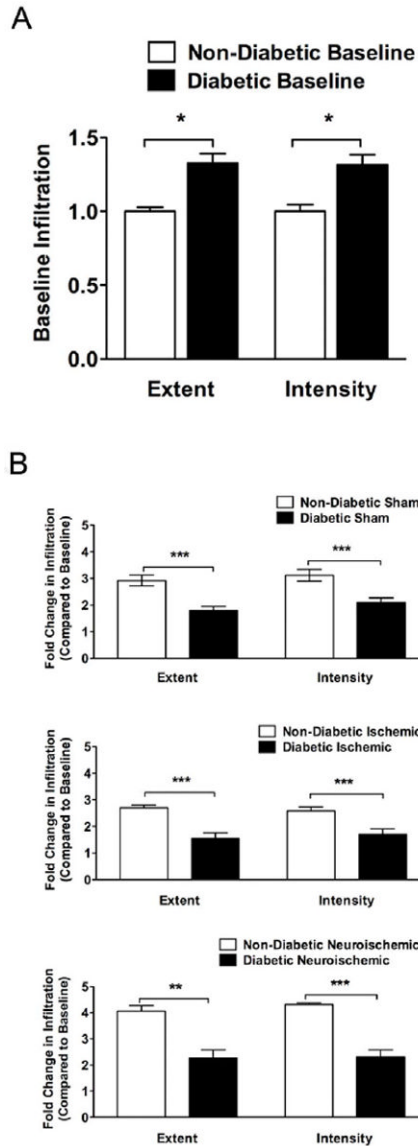 A
Non-Diabetic Baseline
Diabetic Baseline
* *
Baseline Infiltration
1.5
1.0
0.5
0.0
Extent Intensity
B
Non-Diabetic Sham
Diabetic Sham
Fold Change in Infiltration
(Compared to Baseline)
5
4
3
2
1
0
*** ***
Extent Intensity
Non-Diabetic Ischemic
Diabetic Ischemic
Fold Change in Infiltration
(Compared to Baseline)
5
4
3
2
1
0
*** ***
Extent Intensity
Non-Diabetic Neuroischemic
Diabetic Neuroischemic
Fold Change in Infiltration
(Compared to Baseline)
5
4
3
2
1
0
** ***
Extent Intensity